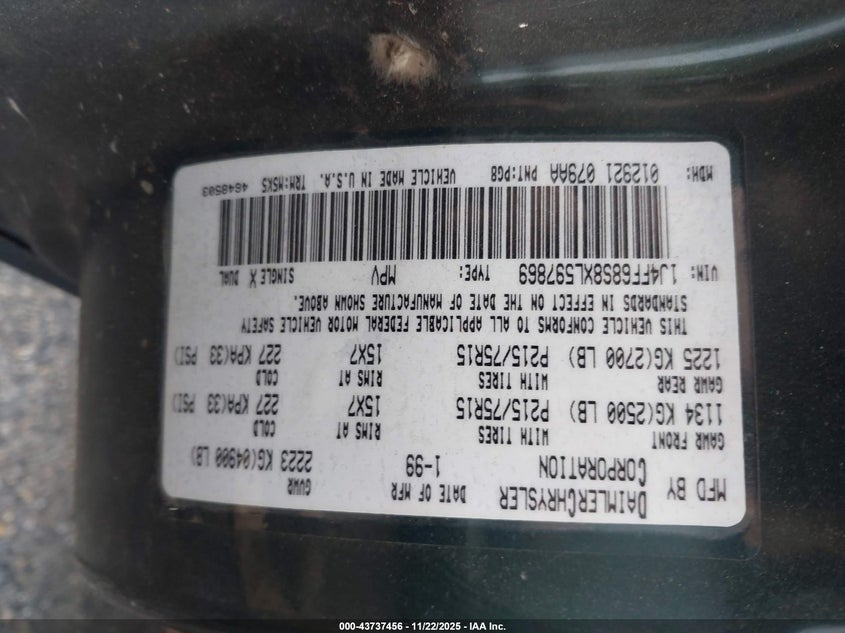 MFD BY DAIMLERCHRYSLER CORPORATION DATE OF MFR 1-99 GVWR 2223 KG(04900 LB)
GAWR FRONT WITH TIRES RIMS AT COLD
1134 KG(2500 LB) P215/75R15 15X7 227 KPA(33 PSI)
GAWR REAR WITH TIRES RIMS AT COLD
1225 KG(2700 LB) P215/75R15 15X7 227 KPA(33 PSI)
THIS VEHICLE CONFORMS TO ALL APPLICABLE FEDERAL MOTOR VEHICLE SAFETY
STANDARDS IN EFFECT ON THE DATE OF MANUFACTURE SHOWN ABOVE.
VIN: 1J4FF68S8XL597869 TYPE: MPV SINGLE X DUAL
MDH: 012921 079AA PNT:PG8 VEHICLE MADE IN U.S.A. TRM:MSK5 4648503
000-43737456 - 11/22/2025 - IAA Inc.